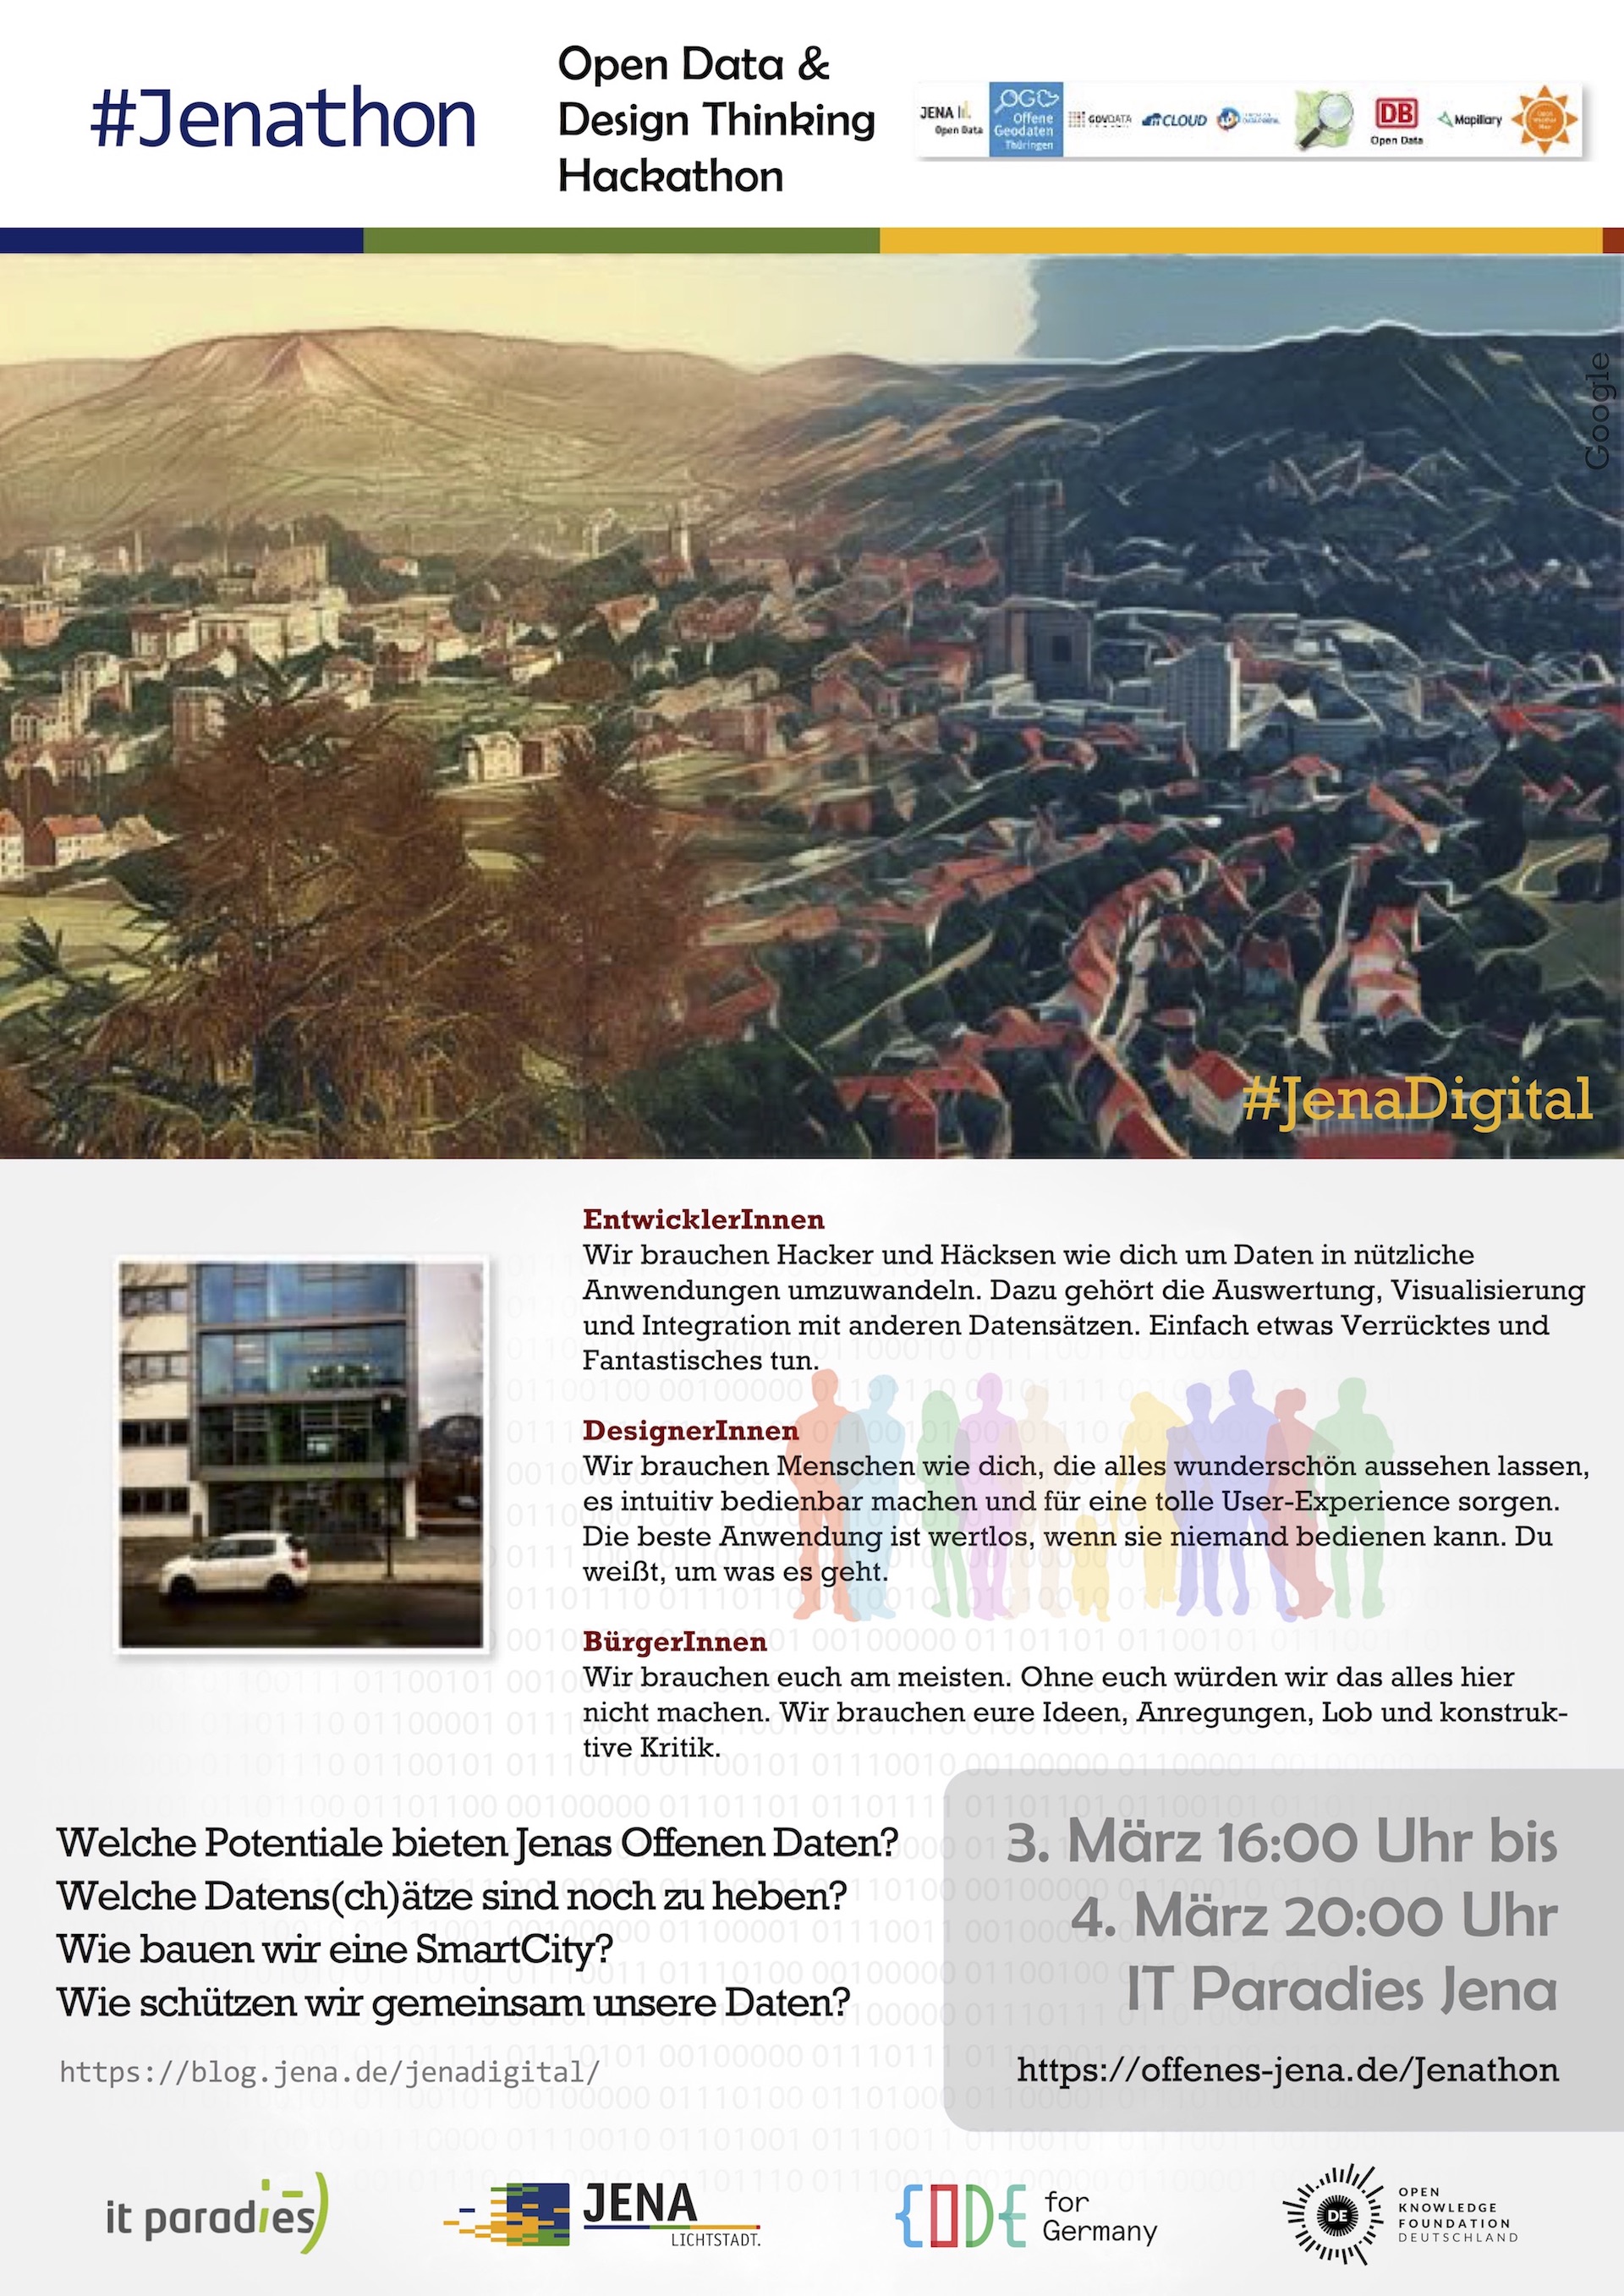 #Jenathon
Open Data &
Design Thinking
Hackathon
JENA
Open Data
OGD
Offene
Geodaten
Thüringen
GOVDATA
CLOUD
DB
Open Data
Mapillary
Google
#JenaDigital
EntwicklerInnen
Wir brauchen Hacker und Häcksen wie dich um Daten in nützliche
Anwendungen umzuwandeln. Dazu gehört die Auswertung, Visualisierung
und Integration mit anderen Datensätzen. Einfach etwas Verrücktes und
Fantastisches tun.
DesignerInnen
Wir brauchen Menschen wie dich, die alles wunderschön aussehen lassen,
es intuitiv bedienbar machen und für eine tolle User-Experience sorgen.
Die beste Anwendung ist wertlos, wenn sie niemand bedienen kann. Du
weißt, um was es geht.
BürgerInnen
Wir brauchen euch am meisten. Ohne euch würden wir das alles hier
nicht machen. Wir brauchen eure Ideen, Anregungen, Lob und konstruk-
tive Kritik.
Welche Potentiale bieten Jenas Offenen Daten?
Welche Datens(ch)ätze sind noch zu heben?
Wie bauen wir eine SmartCity?
Wie schützen wir gemeinsam unsere Daten?
https://blog.jena.de/jenadigital/
3. März 16:00 Uhr bis
4. März 20:00 Uhr
IT Paradies Jena
https://offenes-jena.de/Jenathon
it paradies
JENA
LICHTSTADT.
CODE for
Germany
DE
OPEN
KNOWLEDGE
FOUNDATION
DEUTSCHLAND